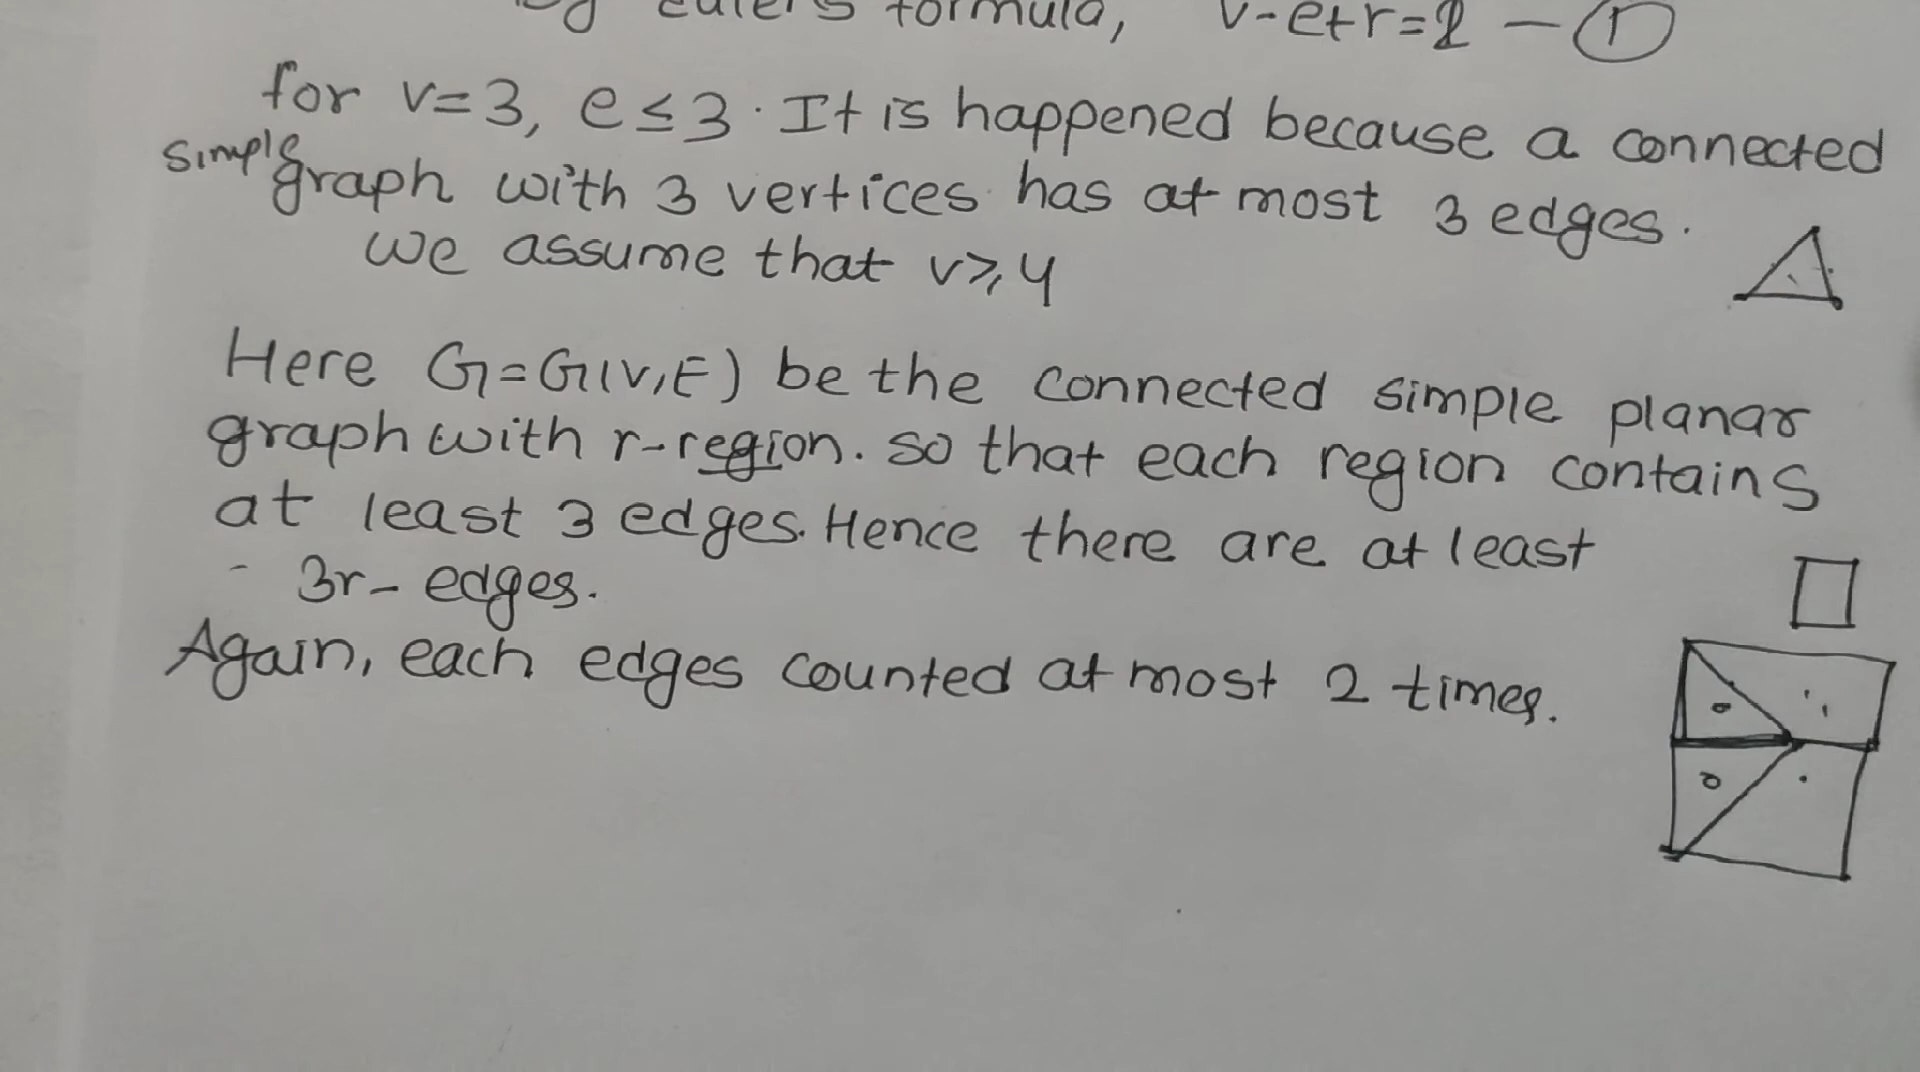 by euler's formula, v-e+r=2 - ①
for v=3, e≤3. It is happened because a connected
simple graph with 3 vertices has at most 3 edges.
we assume that v≥4
Here G=G(V,E) be the connected simple planar
graph with r-region. so that each region contains
at least 3 edges. Hence there are at least
3r- edges.
Again, each edges counted at most 2 times.